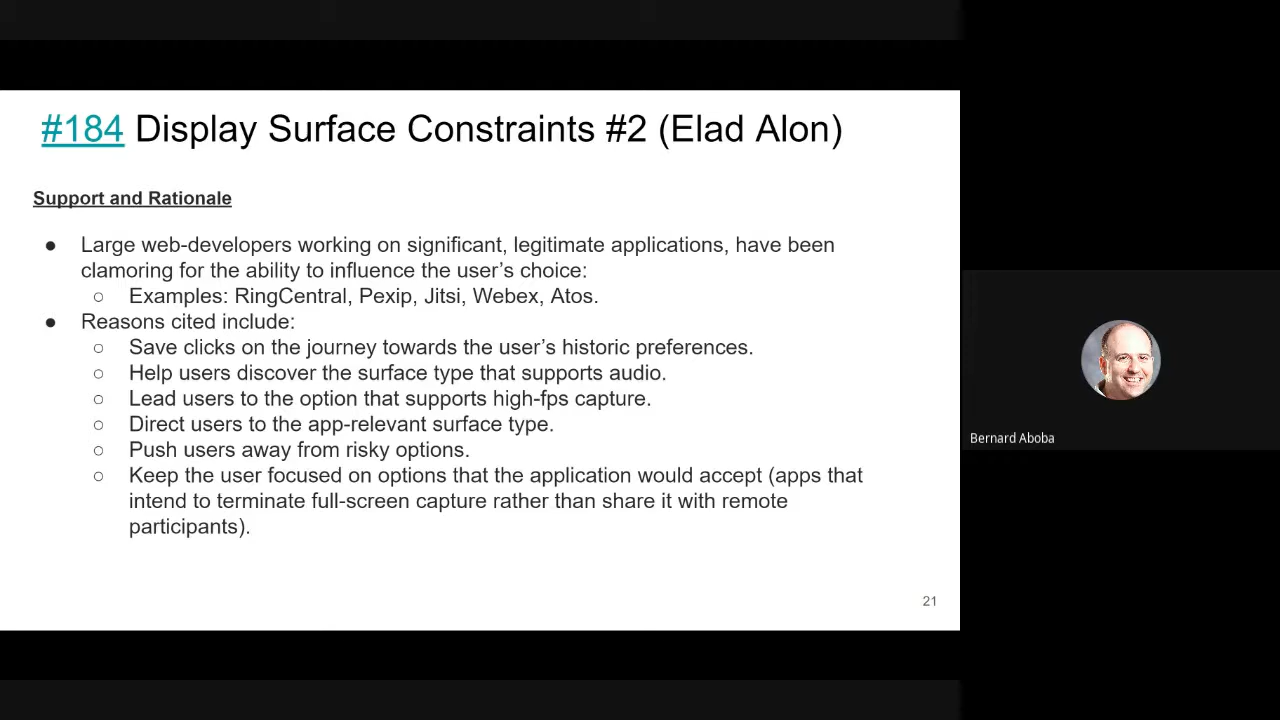 #184 Display Surface Constraints #2 (Elad Alon)
Support and Rationale
● Large web-developers working on significant, legitimate applications, have been
clamoring for the ability to influence the user’s choice:
○ Examples: RingCentral, Pexip, Jitsi, Webex, Atos.
● Reasons cited include:
○ Save clicks on the journey towards the user’s historic preferences.
○ Help users discover the surface type that supports audio.
○ Lead users to the option that supports high-fps capture.
○ Direct users to the app-relevant surface type.
○ Push users away from risky options.
○ Keep the user focused on options that the application would accept (apps that
intend to terminate full-screen capture rather than share it with remote
participants).
21
Bernard Aboba